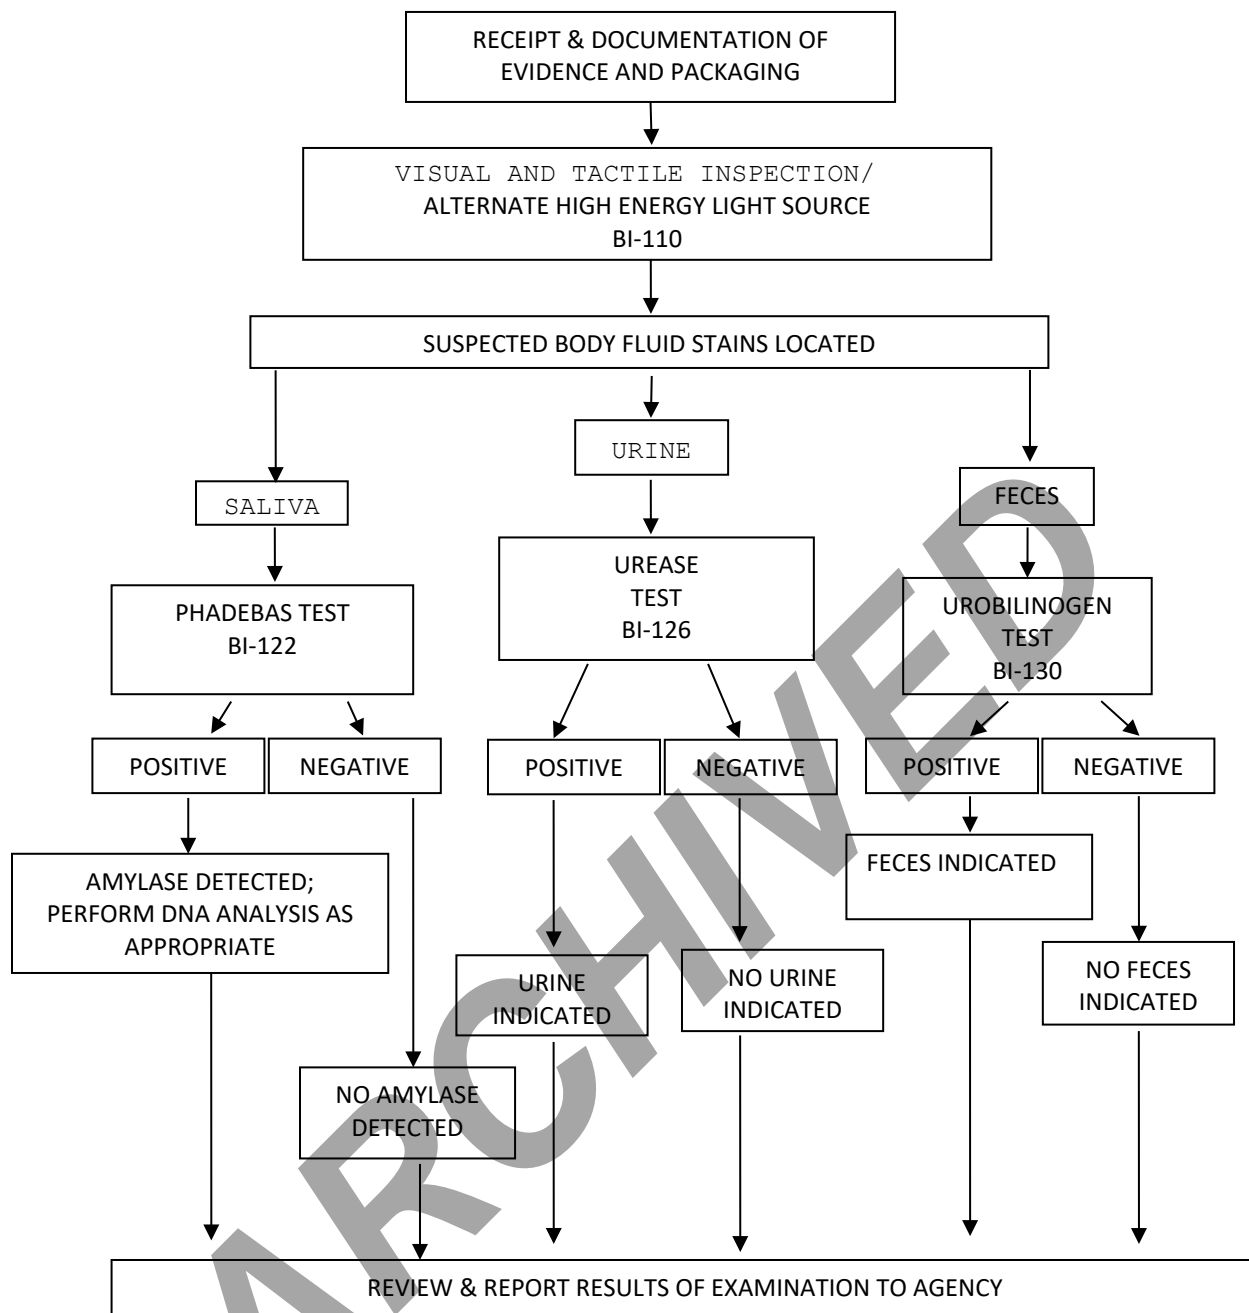 RECEIPT & DOCUMENTATION OF
EVIDENCE AND PACKAGING
VISUAL AND TACTILE INSPECTION/
ALTERNATE HIGH ENERGY LIGHT SOURCE
BI-110
SUSPECTED BODY FLUID STAINS LOCATED
SALIVA
URINE
FECES
PHADEBAS TEST
BI-122
UREASE
TEST
BI-126
UROBILINOGEN
TEST
BI-130
POSITIVE
NEGATIVE
POSITIVE
NEGATIVE
POSITIVE
NEGATIVE
AMYLASE DETECTED;
PERFORM DNA ANALYSIS AS
APPROPRIATE
NO AMYLASE
DETECTED
URINE
INDICATED
NO URINE
INDICATED
FECES INDICATED
NO FECES
INDICATED
REVIEW & REPORT RESULTS OF EXAMINATION TO AGENCY
ARCHIVED